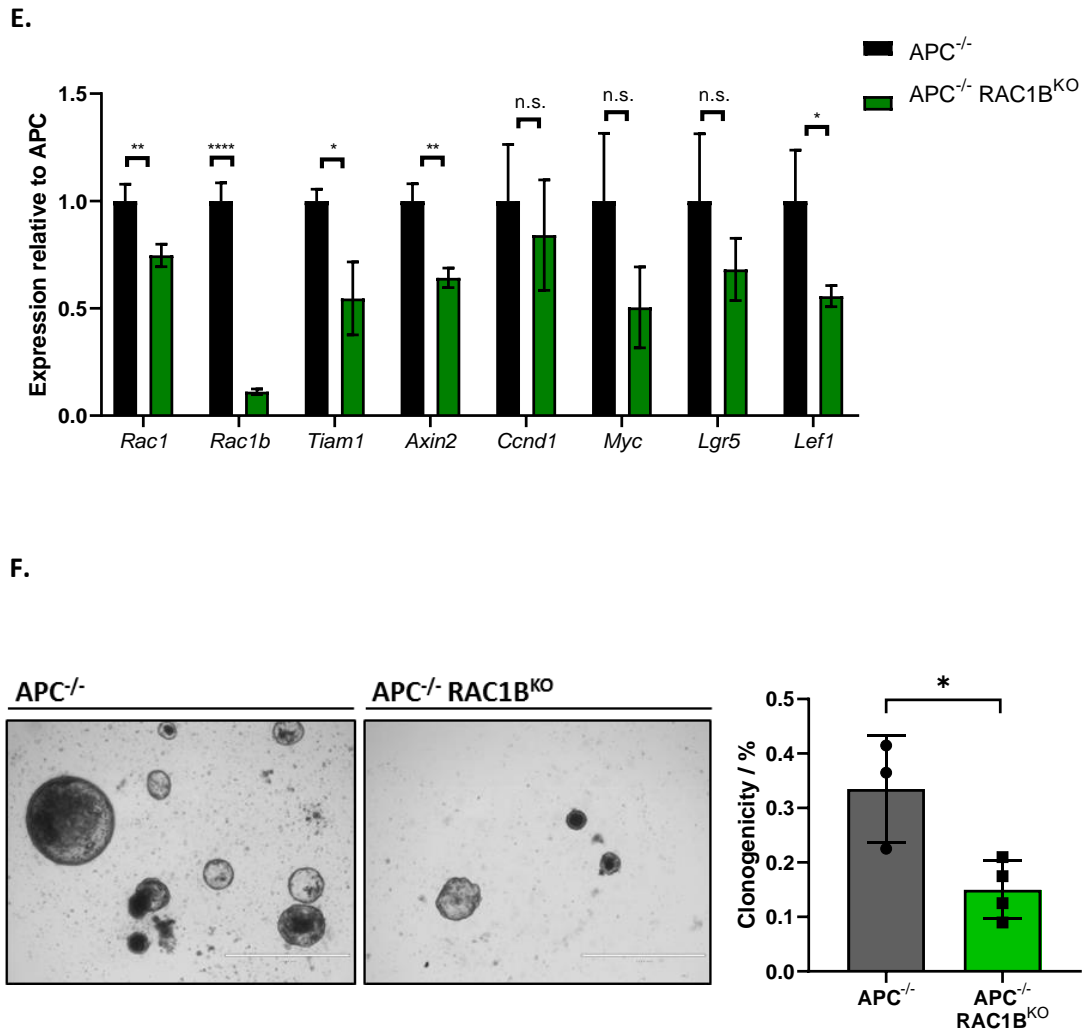 E.
APC-/-
APC-/- RAC1BKO
Expression relative to APC
1.5
1.0
0.5
0.0
** **** * ** n.s. n.s. n.s. *
Rac1 Rac1b Tiam1 Axin2 Ccnd1 Myc Lgr5 Lef1
F.
APC-/-
APC-/- RAC1BKO
Clonogenicity / %
0.5
0.4
0.3
0.2
0.1
0.0
*
APC-/-
APC-/-
RAC1BKO